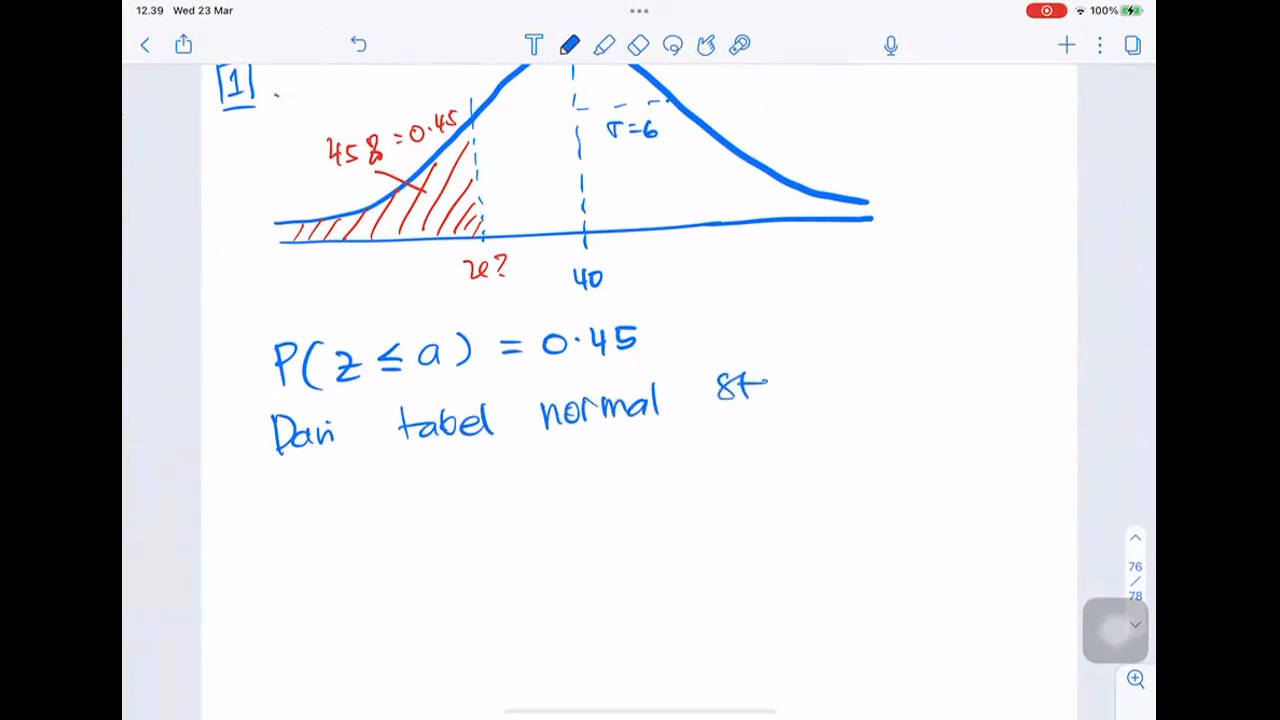 12.39 Wed 23 Mar
100%
T
[1].
45% = 0.45
σ=6
x?
40
P(z ≤ a) = 0.45
Dari tabel normal st
76
/
78